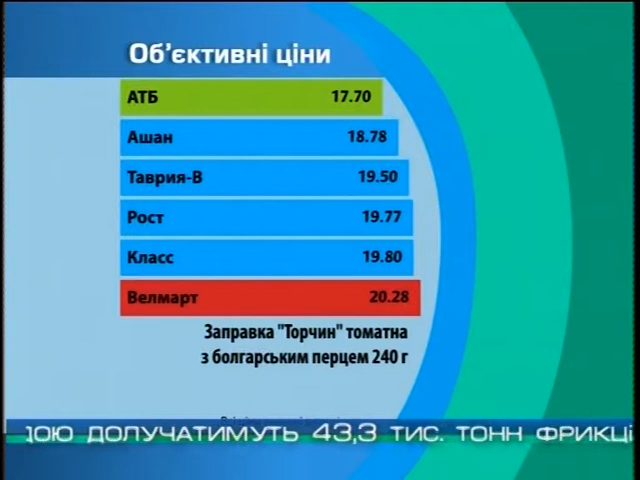 Об'єктивні ціни
АТБ 17.70
Ашан 18.78
Таврия-В 19.50
Рост 19.77
Класс 19.80
Велмарт 20.28
Заправка "Торчин" томатна
з болгарським перцем 240 г
ДОЛУЧАТИМУТЬ 43,3 ТИС. ТОНН